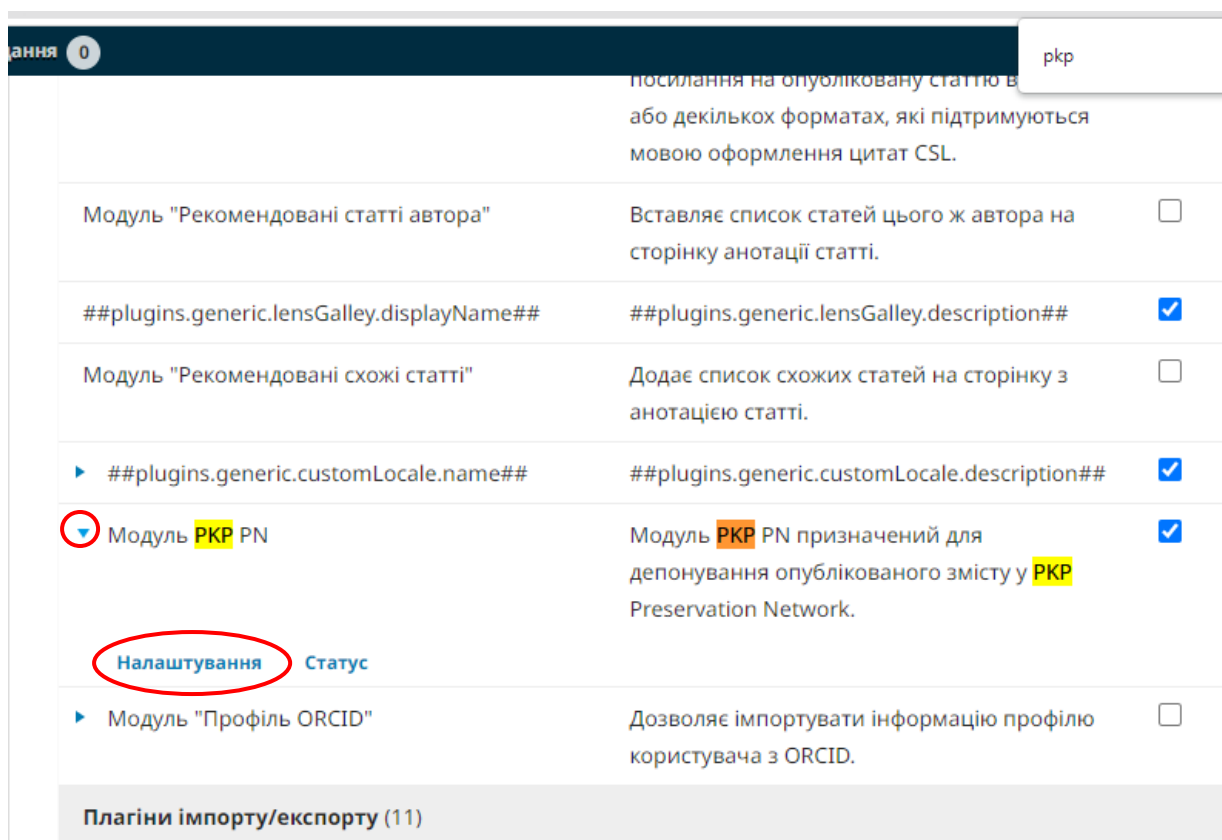 дання 0
pkp
посилання на опубліковану статтю в
або декількох форматах, які підтримуються
мовою оформлення цитат CSL.
Модуль "Рекомендовані статті автора"
Вставляє список статей цього ж автора на
сторінку анотації статті.
##plugins.generic.lensGalley.displayName##
##plugins.generic.lensGalley.description##
Модуль "Рекомендовані схожі статті"
Додає список схожих статей на сторінку з
анотацією статті.
##plugins.generic.customLocale.name##
##plugins.generic.customLocale.description##
Модуль PKP PN
Модуль PKP PN призначений для
депонування опублікованого змісту у PKP
Preservation Network.
Налаштування Статус
Модуль "Профіль ORCID"
Дозволяє імпортувати інформацію профілю
користувача з ORCID.
Плагіни імпорту/експорту (11)